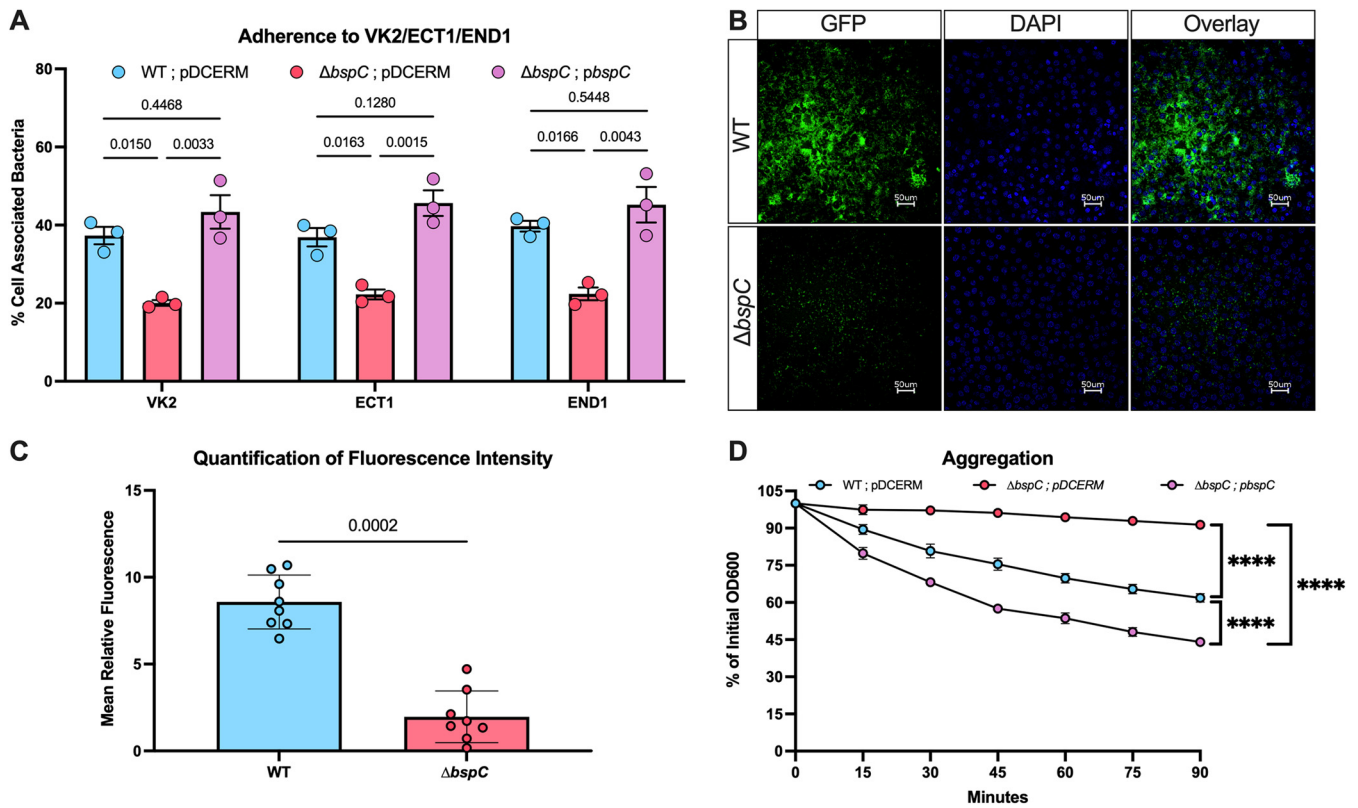 A
Adherence to VK2/ECT1/END1
WT ; pDCERM
ΔbspC ; pDCERM
ΔbspC ; pbspC
% Cell Associated Bacteria
80
60
40
20
0
0.4468
0.0150
0.0033
0.1280
0.0163
0.0015
0.5448
0.0166
0.0043
VK2
ECT1
END1
B
GFP
DAPI
Overlay
WT
50um
50um
50um
ΔbspC
50um
50um
50um
C
Quantification of Fluorescence Intensity
Mean Relative Fluorescence
15
10
5
0
0.0002
WT
ΔbspC
D
Aggregation
WT ; pDCERM
ΔbspC ; pDCERM
ΔbspC ; pbspC
% of Initial OD600
105
90
75
60
45
30
15
0
****
****
****
0
15
30
45
60
75
90
Minutes